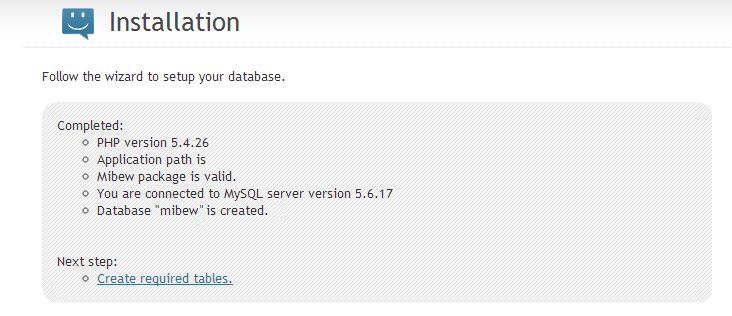 Installation
Follow the wizard to setup your database.
Completed:
PHP version 5.4.26
Application path is
Mibew package is valid.
You are connected to MySQL server version 5.6.17
Database "mibew" is created.
Next step:
Create required tables.